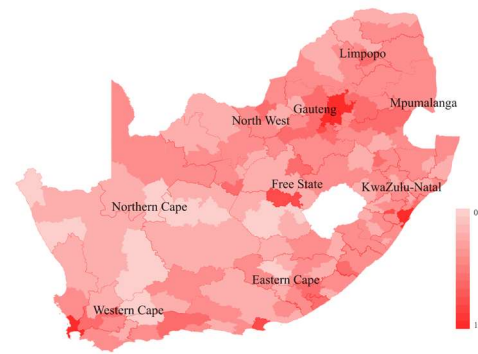 Limpopo
Gauteng
Mpumalanga
North West
Free State
KwaZulu-Natal
Northern Cape
0
Eastern Cape
Western Cape
1